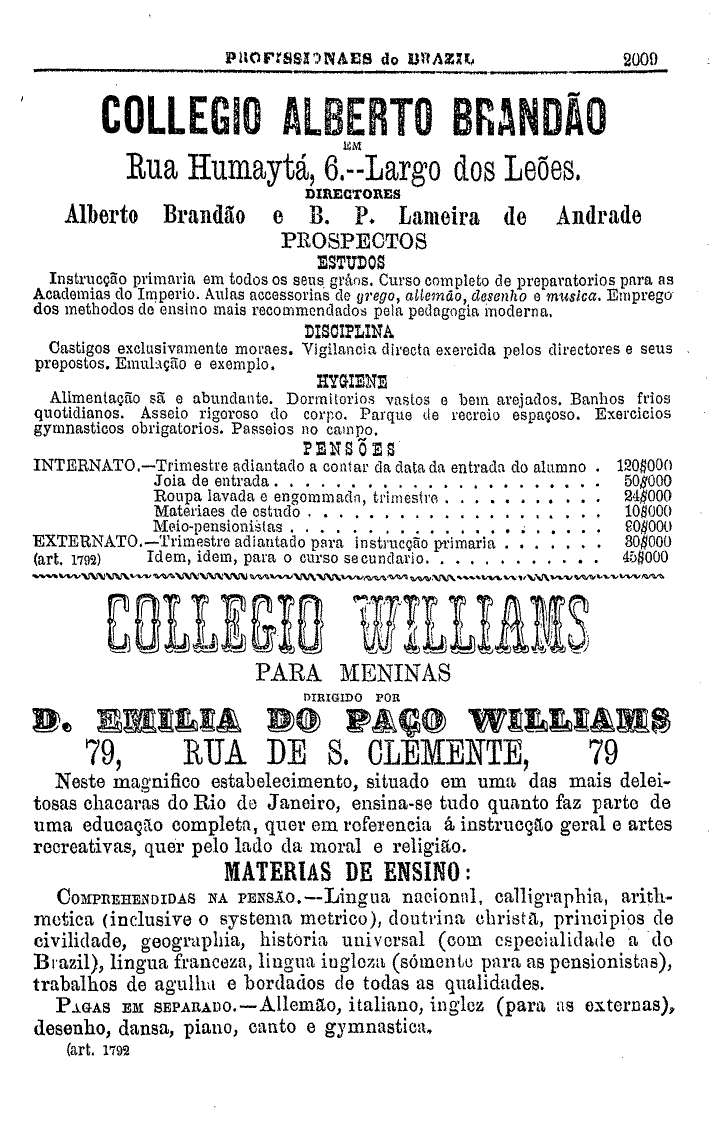 PROFISSIONAES do BRAZIL 2009
COLLEGIO ALBERTO BRANDÃO
EM
Rua Humaytá, 6.--Largo dos Leões.
DIRECTORES
Alberto Brandão e B. P. Lameira de Andrade
PROSPECTOS
ESTUDOS
Instrucção primaria em todos os seus gráos. Curso completo de preparatorios para as
Academias do Imperio. Aulas accessorias de grego, allemão, desenho e musica. Emprego
dos methodos de ensino mais recommendados pela pedagogia moderna.
DISCIPLINA
Castigos exclusivamente moraes. Vigilancia directa exercida pelos directores e seus
prepostos. Emulação e exemplo.
HYGIENE
Alimentação sã e abundante. Dormitorios vastos e bem arejados. Banhos frios
quotidianos. Asseio rigoroso do corpo. Parque de recreio espaçoso. Exercicios
gymnasticos obrigatorios. Passeios no campo.
PENSÕES
INTERNATO.—Trimestre adiantado a contar da data da entrada do alumno . 120$000
Joia de entrada . . . . . . . . . . . . . . . . . . . . . 50$000
Roupa lavada e engommada, trimestre . . . . . . . . . . 24$000
Materiaes de estudo . . . . . . . . . . . . . . . . . . . 10$000
Meio-pensionistas . . . . . . . . . . . . . . . . . . . . 90$000
EXTERNATO.—Trimestre adiantado para instrucção primaria . . . . . . . 30$000
(art. 1792) Idem, idem, para o curso secundario. . . . . . . . . . . . 45$000
COLLEGIO WILLIAMS
PARA MENINAS
DIRIGIDO POR
D. EMILIA DO PAÇO WILLIAMS
79, RUA DE S. CLEMENTE, 79
Neste magnifico estabelecimento, situado em uma das mais delei-
tosas chacaras do Rio de Janeiro, ensina-se tudo quanto faz parte de
uma educação completa, quer em referencia á instrucção geral e artes
recreativas, quer pelo lado da moral e religião.
MATERIAS DE ENSINO:
COMPREHENDIDAS NA PENSÃO.—Lingua nacional, calligraphia, arith-
metica (inclusive o systema metrico), doutrina christã, principios de
civilidade, geographia, historia universal (com especialidade a do
Brazil), lingua franceza, lingua ingleza (sómente para as pensionistas),
trabalhos de agulha e bordados de todas as qualidades.
PAGAS EM SEPARADO.—Allemão, italiano, inglez (para as externas),
desenho, dansa, piano, canto e gymnastica.
(art. 1792